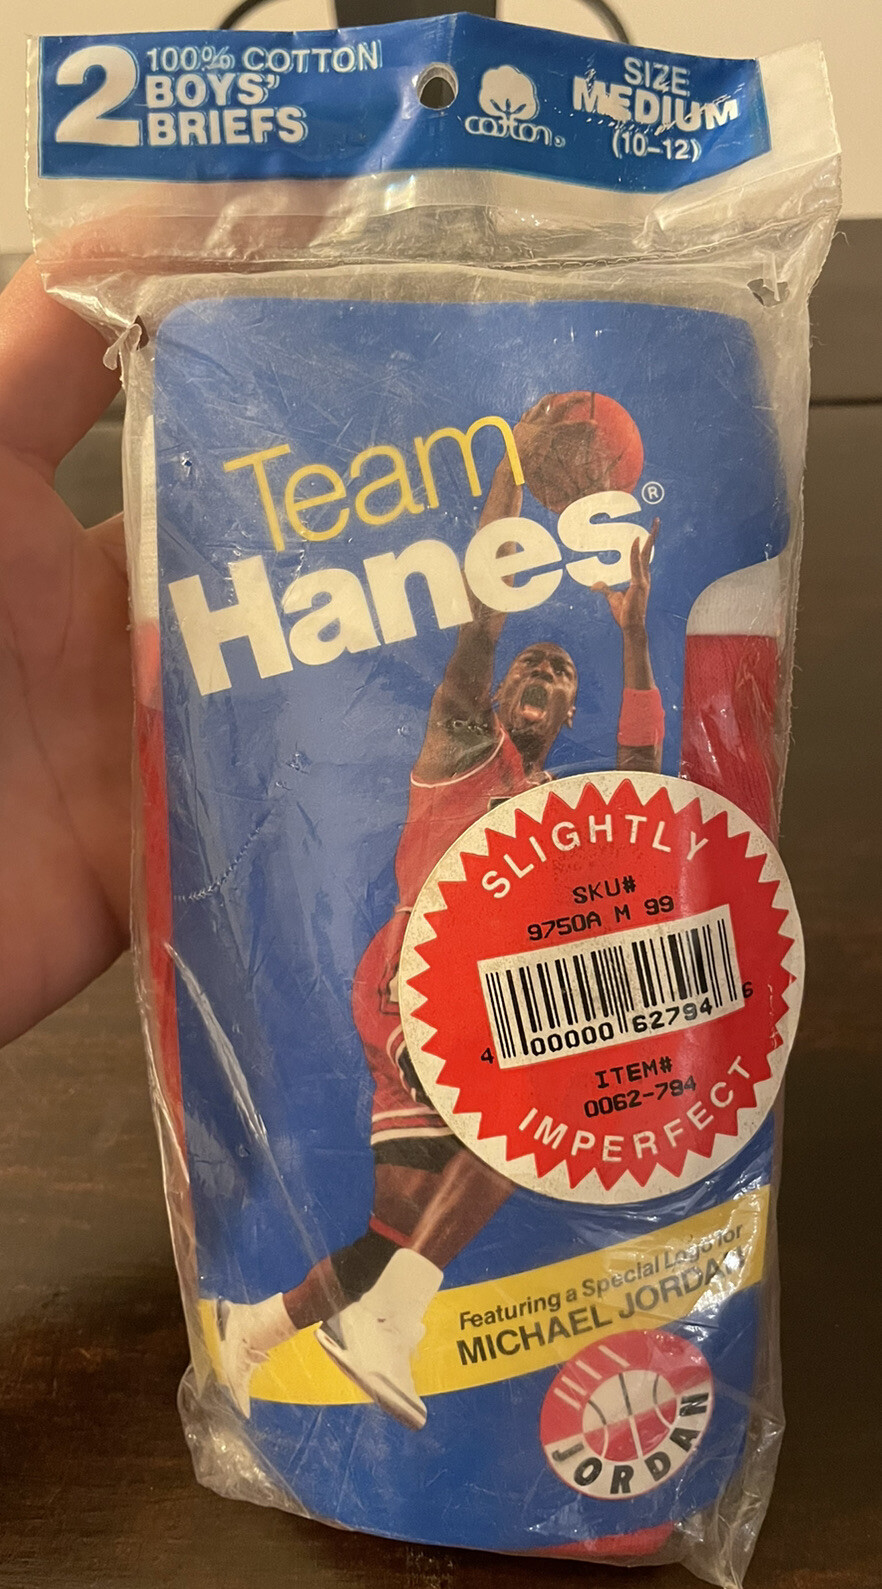 2
100% COTTON
BOYS'
BRIEFS
cotton®
SIZE
MEDIUM
(10–12)
Team
Hanes®
SLIGHTLY
SKU#
9750A M 99
4 00000 62794 6
ITEM#
0062-794
IMPERFECT
Featuring a Special Logo for
MICHAEL JORDAN
JORDAN